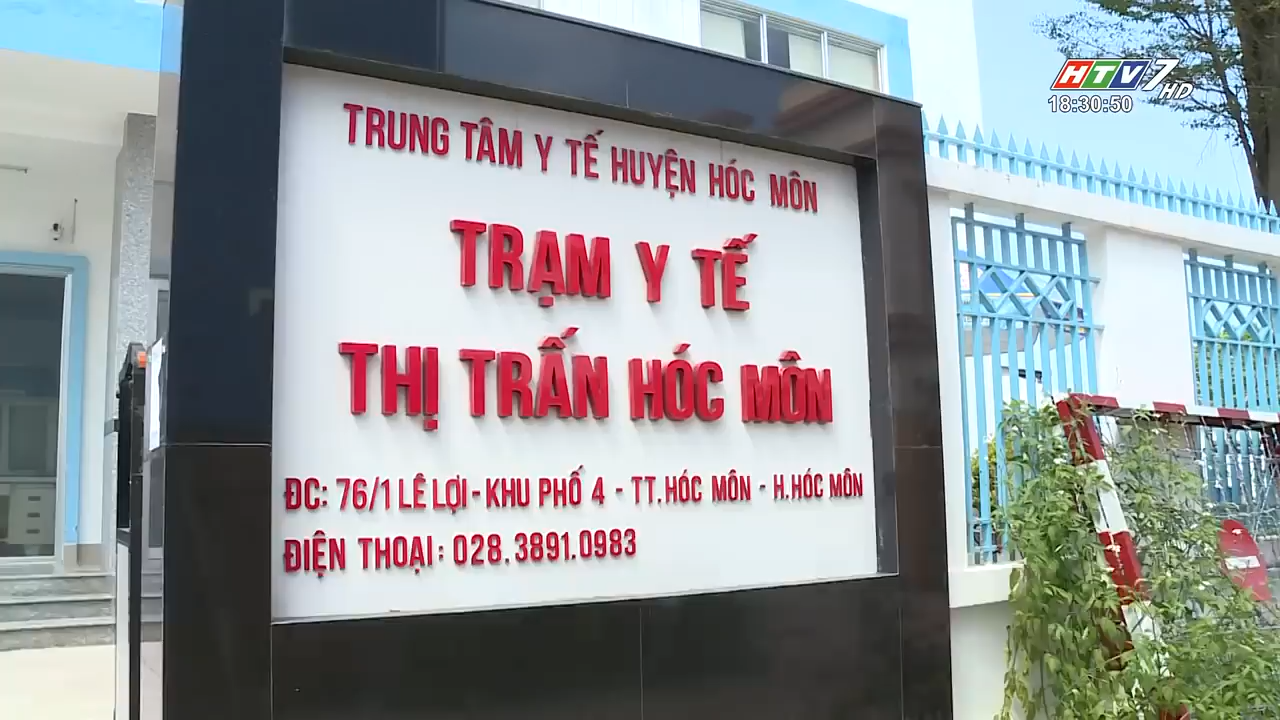 HTV7 HD
18:30:50
TRUNG TÂM Y TẾ HUYỆN HÓC MÔN
TRẠM Y TẾ
THỊ TRẤN HÓC MÔN
ĐC: 76/1 LÊ LỢI - KHU PHỐ 4 - TT. HÓC MÔN - H. HÓC MÔN
ĐIỆN THOẠI: 028.3891.0983